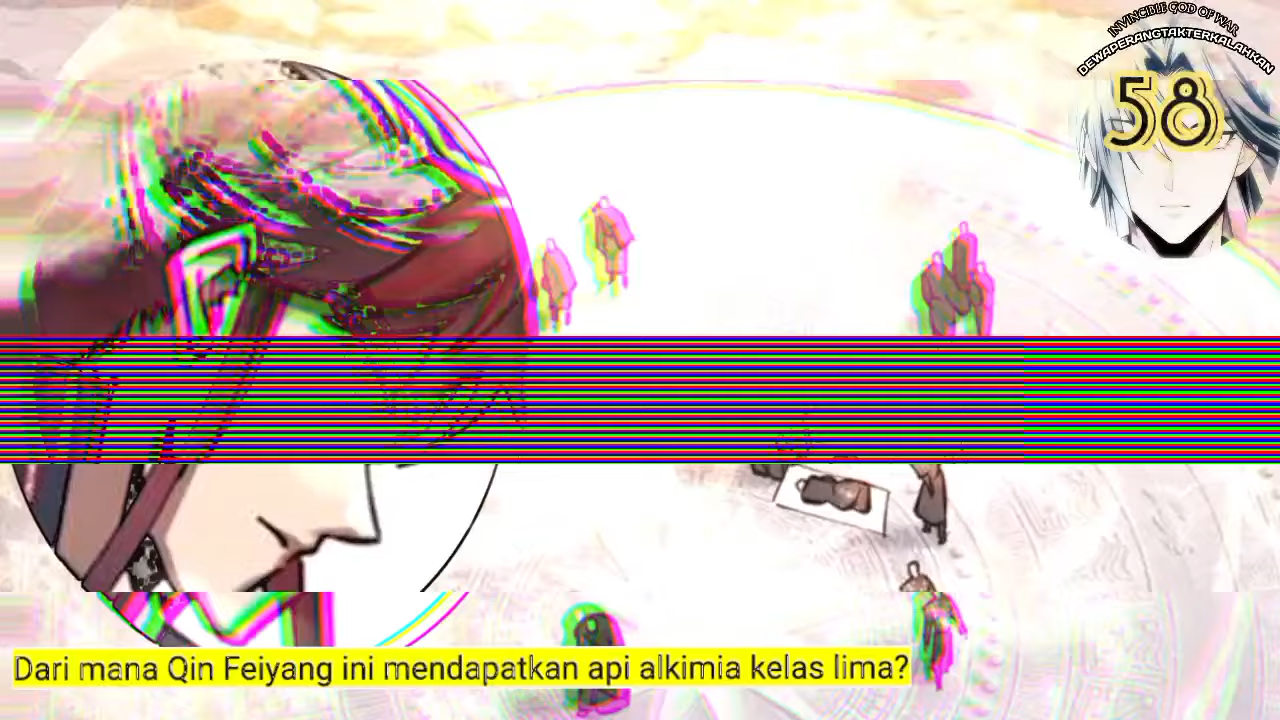 INVINCIBLE GOD OF WAR
DEWAPERANGTAKTERKALAHKAN
58
Dari mana Qin Feiyang ini mendapatkan api alkimia kelas lima?